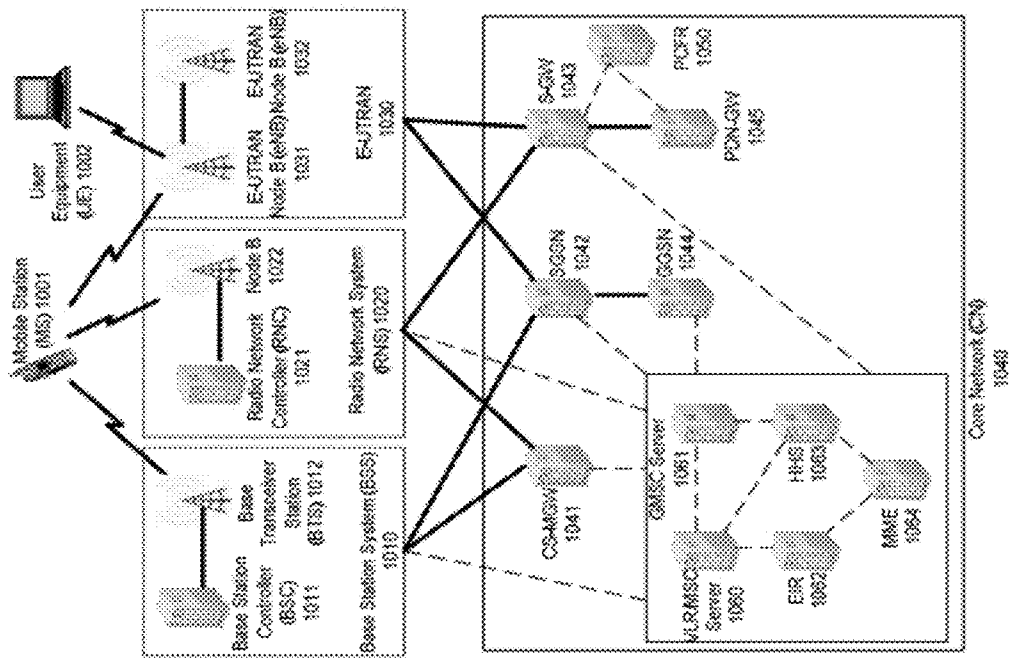 Mobile Station
(MS) 1001
User
Equipment
(UE) 1002
Base Station
Controller
(BSC)
1011
Base
Transceiver
Station
(BTS) 1012
Base Station System (BSS)
1010
Radio Network
Controller (RNC)
1021
Node B
1022
Radio Network System
(RNS) 1020
E-UTRAN
Node B (eNB)
1031
E-UTRAN
Node B (eNB)
1032
E-UTRAN
1030
CS-MGW
1041
SGSN
1042
S-GW
1043
GGSN
1044
PDN-GW
1045
PCFR
1050
VLR/MSC
Server
1060
GMSC Server
1061
EIR
1062
HHS
1063
MME
1064
Core Network (CN)
1040